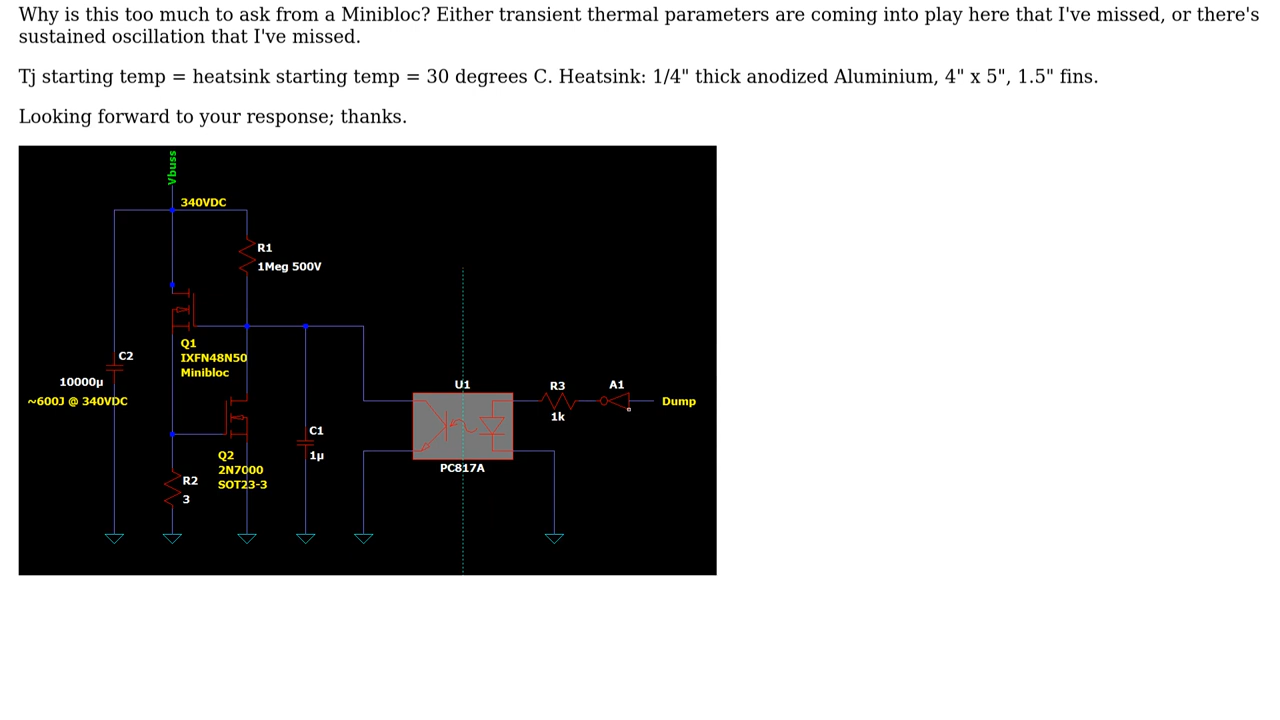 Why is this too much to ask from a Minibloc? Either transient thermal parameters are coming into play here that I've missed, or there's
sustained oscillation that I've missed.
Tj starting temp = heatsink starting temp = 30 degrees C. Heatsink: 1/4" thick anodized Aluminium, 4" x 5", 1.5" fins.
Looking forward to your response; thanks.
Vbuss
340VDC
R1
1Meg 500V
Q1
IXFN48N50
Minibloc
C2
10000µ
~600J @ 340VDC
U1
R3
A1
1k
Dump
C1
1µ
Q2
2N7000
SOT23-3
PC817A
R2
3